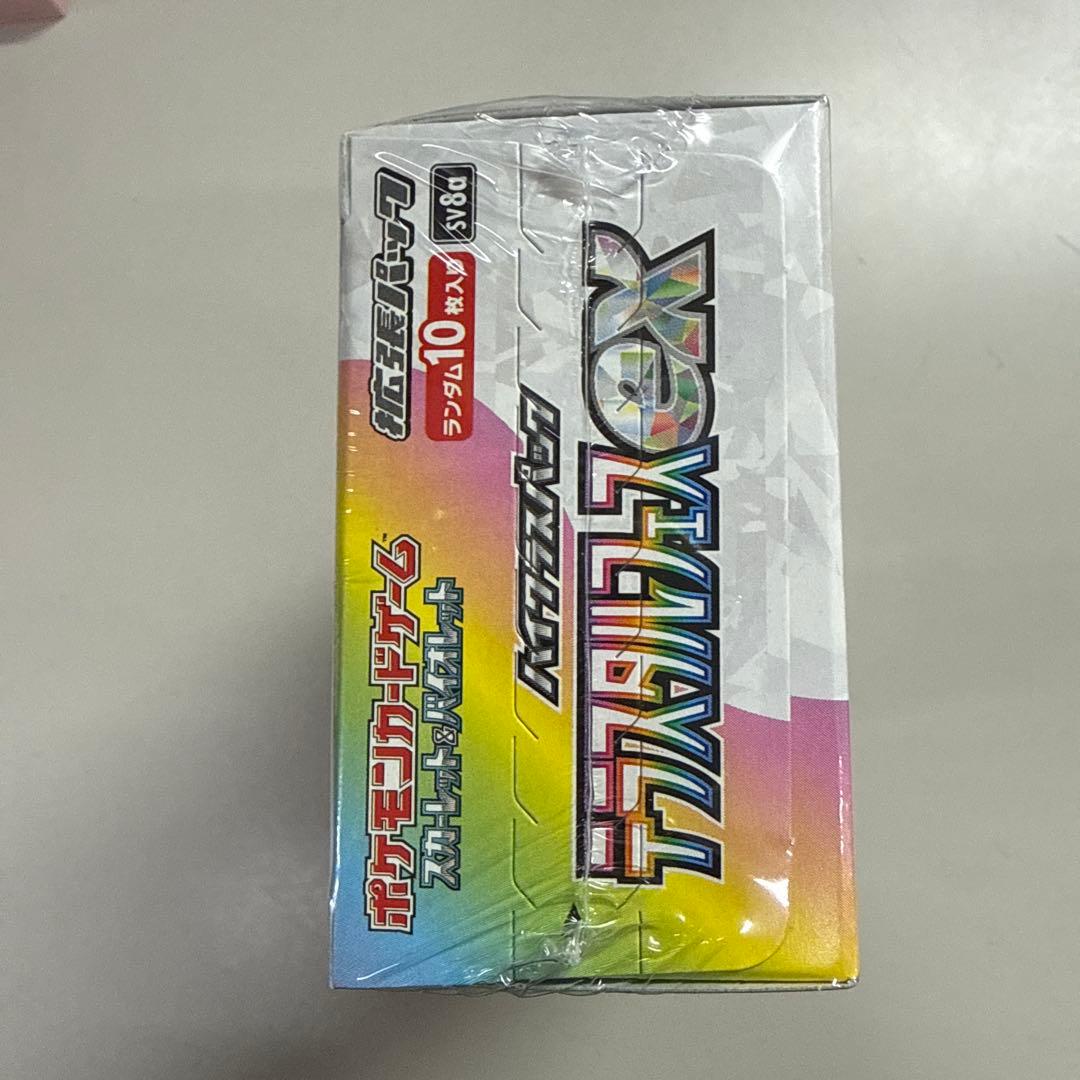 ポケモンカードゲーム™
スカーレット&バイオレット
拡張パック
ランダム10枚入り
SV8a
ハイクラスパック
テラスタルフェスex